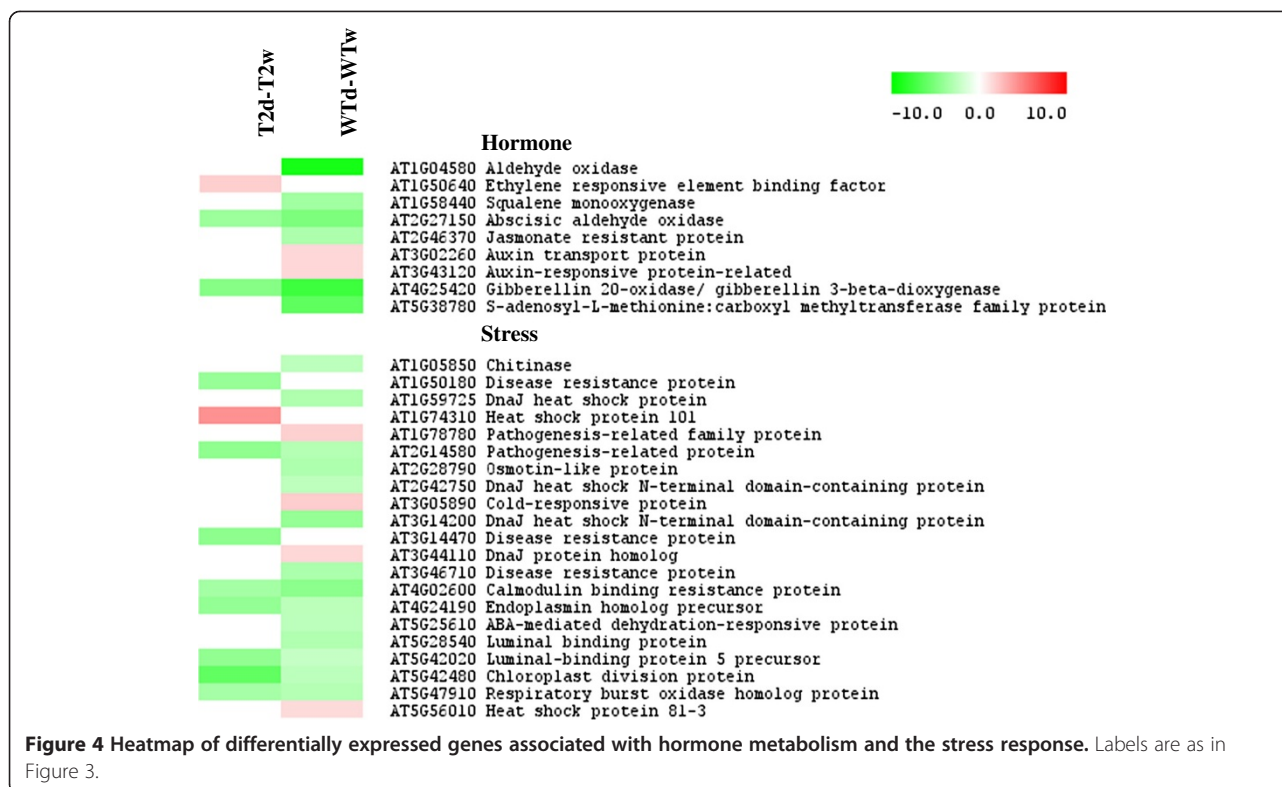 T2d-T2w
WTd-WTw
-10.0 0.0 10.0
Hormone
AT1G04580 Aldehyde oxidase
AT1G50640 Ethylene responsive element binding factor
AT1G58440 Squalene monooxygenase
AT2G27150 Abscisic aldehyde oxidase
AT2G46370 Jasmonate resistant protein
AT3G02260 Auxin transport protein
AT3G43120 Auxin-responsive protein-related
AT4G25420 Gibberellin 20-oxidase/ gibberellin 3-beta-dioxygenase
AT5G38780 S-adenosyl-L-methionine:carboxyl methyltransferase family protein
Stress
AT1G05850 Chitinase
AT1G50180 Disease resistance protein
AT1G59725 DnaJ heat shock protein
AT1G74310 Heat shock protein 101
AT1G78780 Pathogenesis-related family protein
AT2G14580 Pathogenesis-related protein
AT2G28790 Osmotin-like protein
AT2G42750 DnaJ heat shock N-terminal domain-containing protein
AT3G05890 Cold-responsive protein
AT3G14200 DnaJ heat shock N-terminal domain-containing protein
AT3G14470 Disease resistance protein
AT3G44110 DnaJ protein homolog
AT3G46710 Disease resistance protein
AT4G02600 Calmodulin binding resistance protein
AT4G24190 Endoplasmin homolog precursor
AT5G25610 ABA-mediated dehydration-responsive protein
AT5G28540 Luminal binding protein
AT5G42020 Luminal-binding protein 5 precursor
AT5G42480 Chloroplast division protein
AT5G47910 Respiratory burst oxidase homolog protein
AT5G56010 Heat shock protein 81-3
Figure 4 Heatmap of differentially expressed genes associated with hormone metabolism and the stress response. Labels are as in
Figure 3.